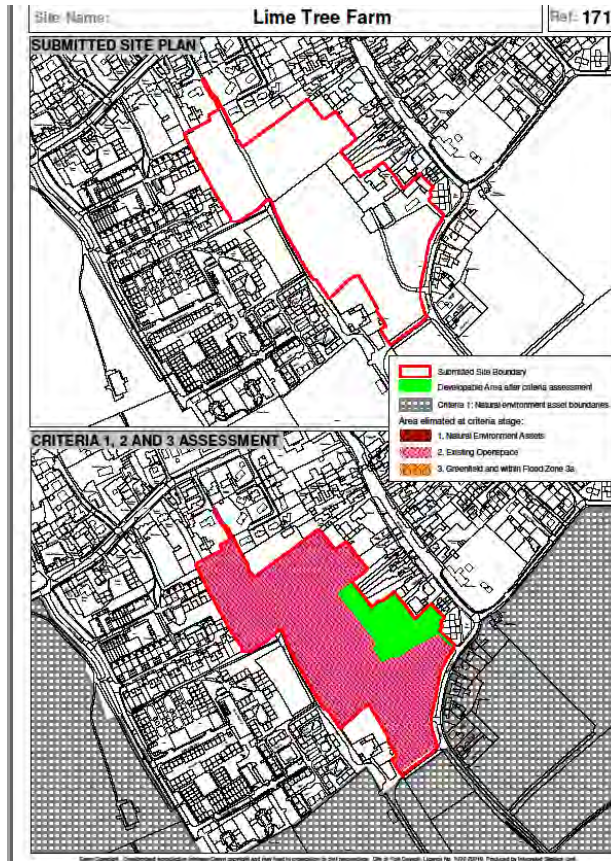 Site Name: Lime Tree Farm Ref: 171
SUBMITTED SITE PLAN
Submitted Site Boundary
Developable Area after criteria assessment
Criteria 1: Natural environment asset boundaries
Area elimated at criteria stage:
1. Natural Environment Assets
2. Existing Openspace
3. Greenfield and within Flood Zone 3a
CRITERIA 1, 2 AND 3 ASSESSMENT